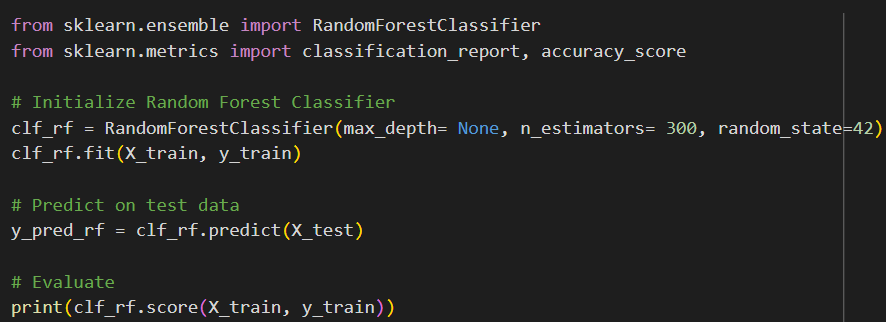 from sklearn.ensemble import RandomForestClassifier
from sklearn.metrics import classification_report, accuracy_score
# Initialize Random Forest Classifier
clf_rf = RandomForestClassifier(max_depth= None, n_estimators= 300, random_state=42)
clf_rf.fit(X_train, y_train)
# Predict on test data
y_pred_rf = clf_rf.predict(X_test)
# Evaluate
print(clf_rf.score(X_train, y_train))